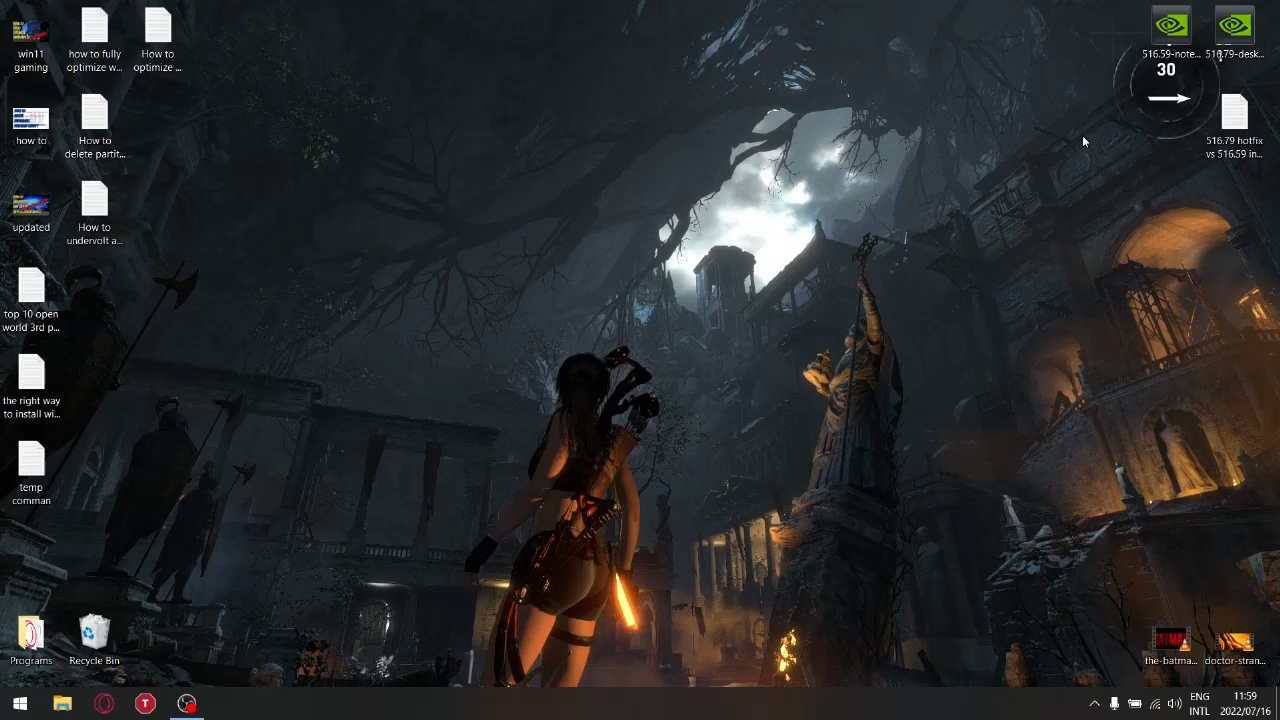 win11
gaming
how to fully
optimize w...
How to
optimize ...
516.59-note...
516.79-desk...
30
how to
How to
delete partit...
516.79 hotfix
vs 516.59 in...
updated
How to
undervolt a...
top 10 open
world 3rd p...
the right way
to install wi...
temp
comman
Programs
Recycle Bin
the-batma...
doctor-stran...
T
ENG
INTL
11:59
2022/07/16